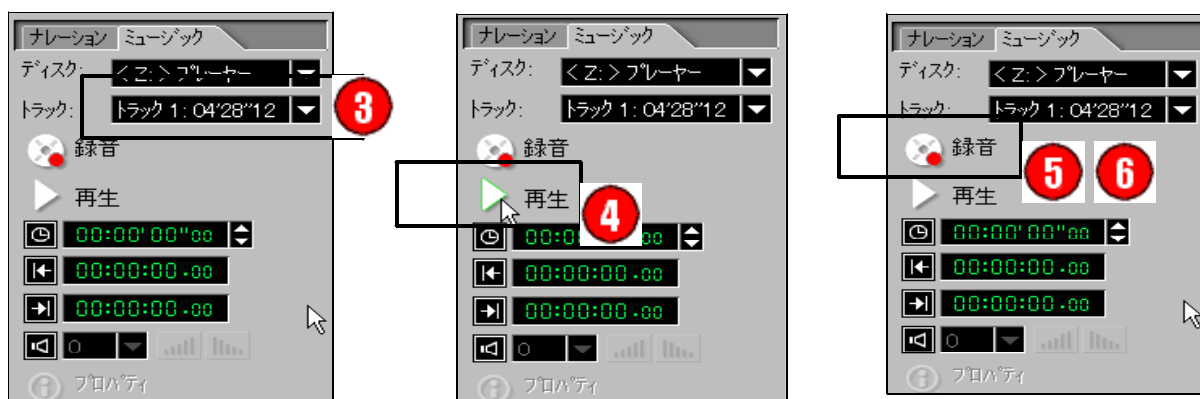 ナレーション ミュージック
ディスク: <Z:>プレーヤー
トラック: トラック 1: 04'28"12
3
録音
再生
00:00'00"00
00:00:00.00
00:00:00.00
0
プロパティ
ナレーション ミュージック
ディスク: <Z:>プレーヤー
トラック: トラック 1: 04'28"12
録音
再生
4
00:0 00
00:00:00.00
00:00:00.00
0
プロパティ
ナレーション ミュージック
ディスク: <Z:>プレーヤー
トラック: トラック 1: 04'28"12
録音
5 6
再生
00:00'00"00
00:00:00.00
00:00:00.00
0
プロパティ